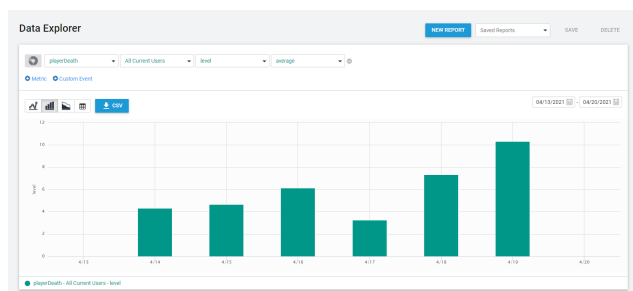 Data Explorer
NEW REPORT
Saved Reports
SAVE
DELETE
playerDeath
All Current Users
level
average
Metric
Custom Event
CSV
04/13/2021 - 04/20/2021
12
10
8
6
4
2
0
level
4/13
4/14
4/15
4/16
4/17
4/18
4/19
4/20
playerDeath - All Current Users - level